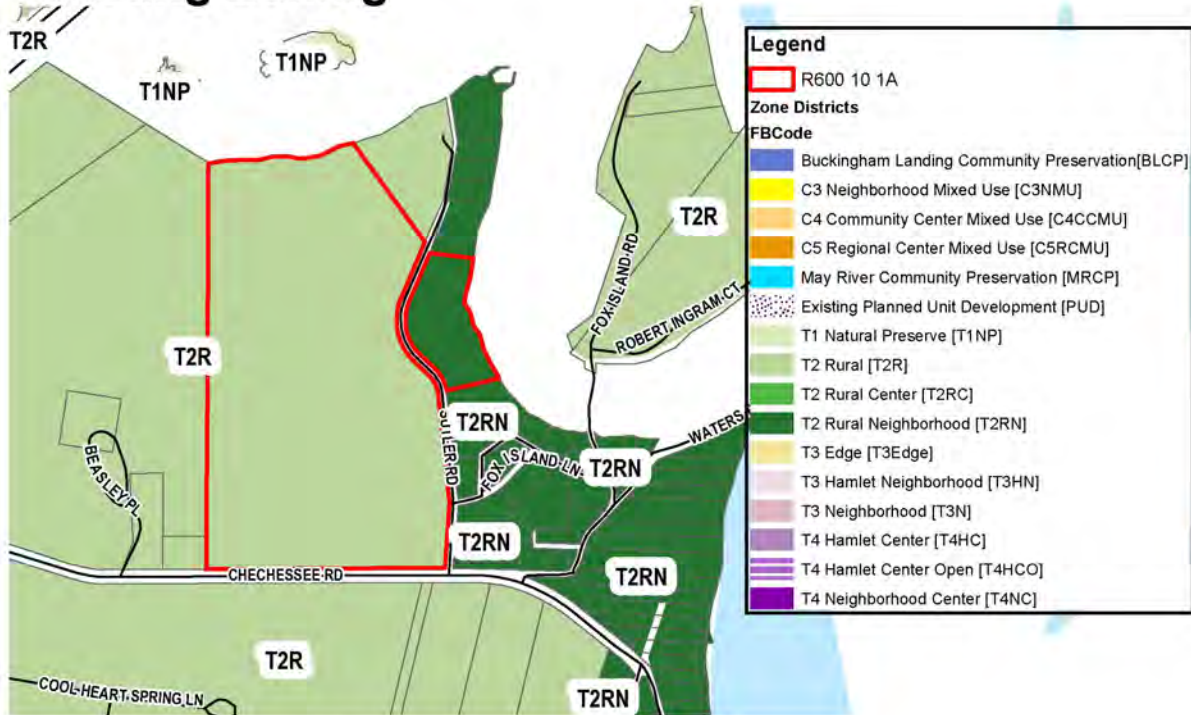 T2R
T1NP
T1NP
T2R
FOX ISLAND RD
ROBERT INGRAM CT
T2R
BEASLEY PL
BUTLER RD
T2RN
FOX ISLAND LN
T2RN
WATERS
T2RN
CHECHESSEE RD
T2RN
T2R
COOL HEART SPRING LN
T2RN
Legend
R600 10 1A
Zone Districts
FBCode
Buckingham Landing Community Preservation[BLCP]
C3 Neighborhood Mixed Use [C3NMU]
C4 Community Center Mixed Use [C4CCMU]
C5 Regional Center Mixed Use [C5RCMU]
May River Community Preservation [MRCP]
Existing Planned Unit Development [PUD]
T1 Natural Preserve [T1NP]
T2 Rural [T2R]
T2 Rural Center [T2RC]
T2 Rural Neighborhood [T2RN]
T3 Edge [T3Edge]
T3 Hamlet Neighborhood [T3HN]
T3 Neighborhood [T3N]
T4 Hamlet Center [T4HC]
T4 Hamlet Center Open [T4HCO]
T4 Neighborhood Center [T4NC]